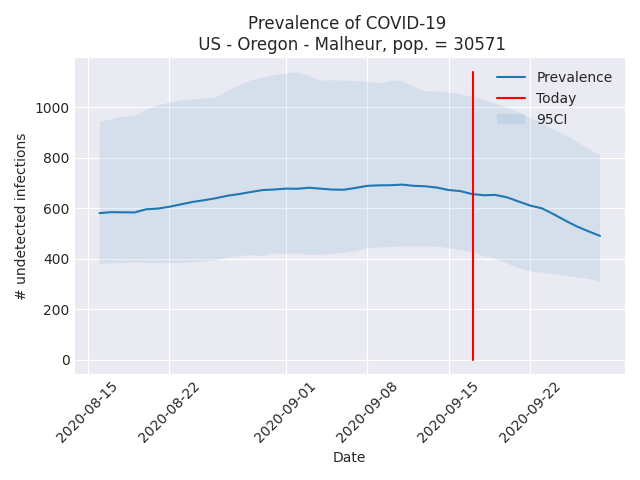 Prevalence of COVID-19
US - Oregon - Malheur, pop. = 30571
Prevalence
Today
95CI
# undetected infections
1000
800
600
400
200
0
2020-08-15
2020-08-22
2020-09-01
2020-09-08
2020-09-15
2020-09-22
Date